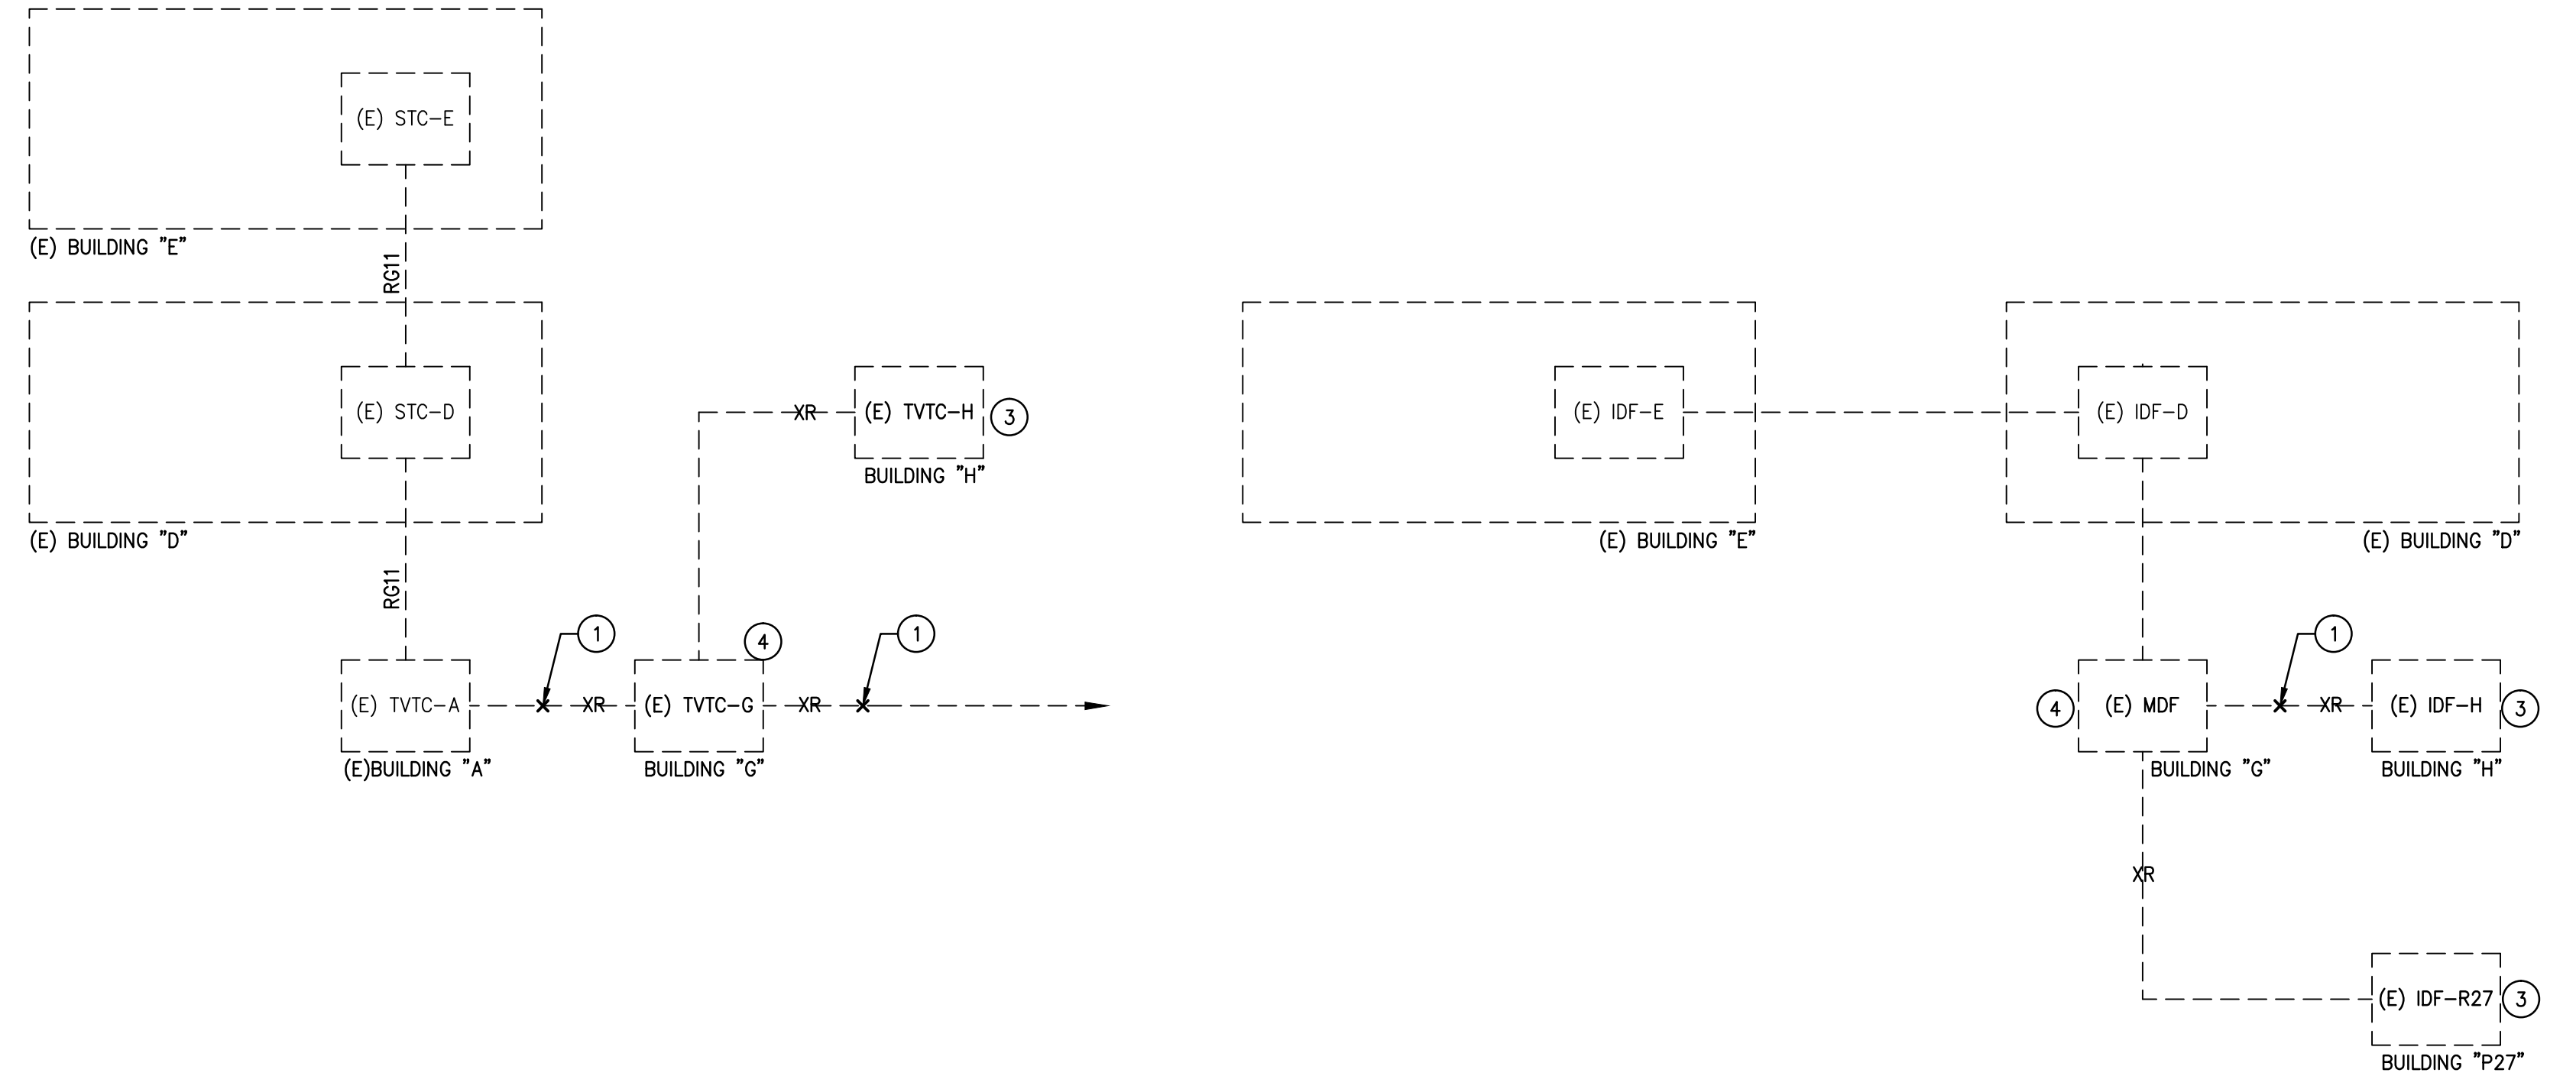 (E) STC-E
(E) BUILDING "E"
RG11
(E) STC-D
(E) BUILDING "D"
RG11
XR
(E) TVTC-H
3
BUILDING "H"
1
4
1
(E) TVTC-A
XR
(E) TVTC-G
XR
(E)BUILDING "A"
BUILDING "G"
(E) IDF-E
(E) IDF-D
(E) BUILDING "E"
(E) BUILDING "D"
1
4
(E) MDF
XR
(E) IDF-H
3
BUILDING "G"
BUILDING "H"
XR
(E) IDF-R27
3
BUILDING "P27"